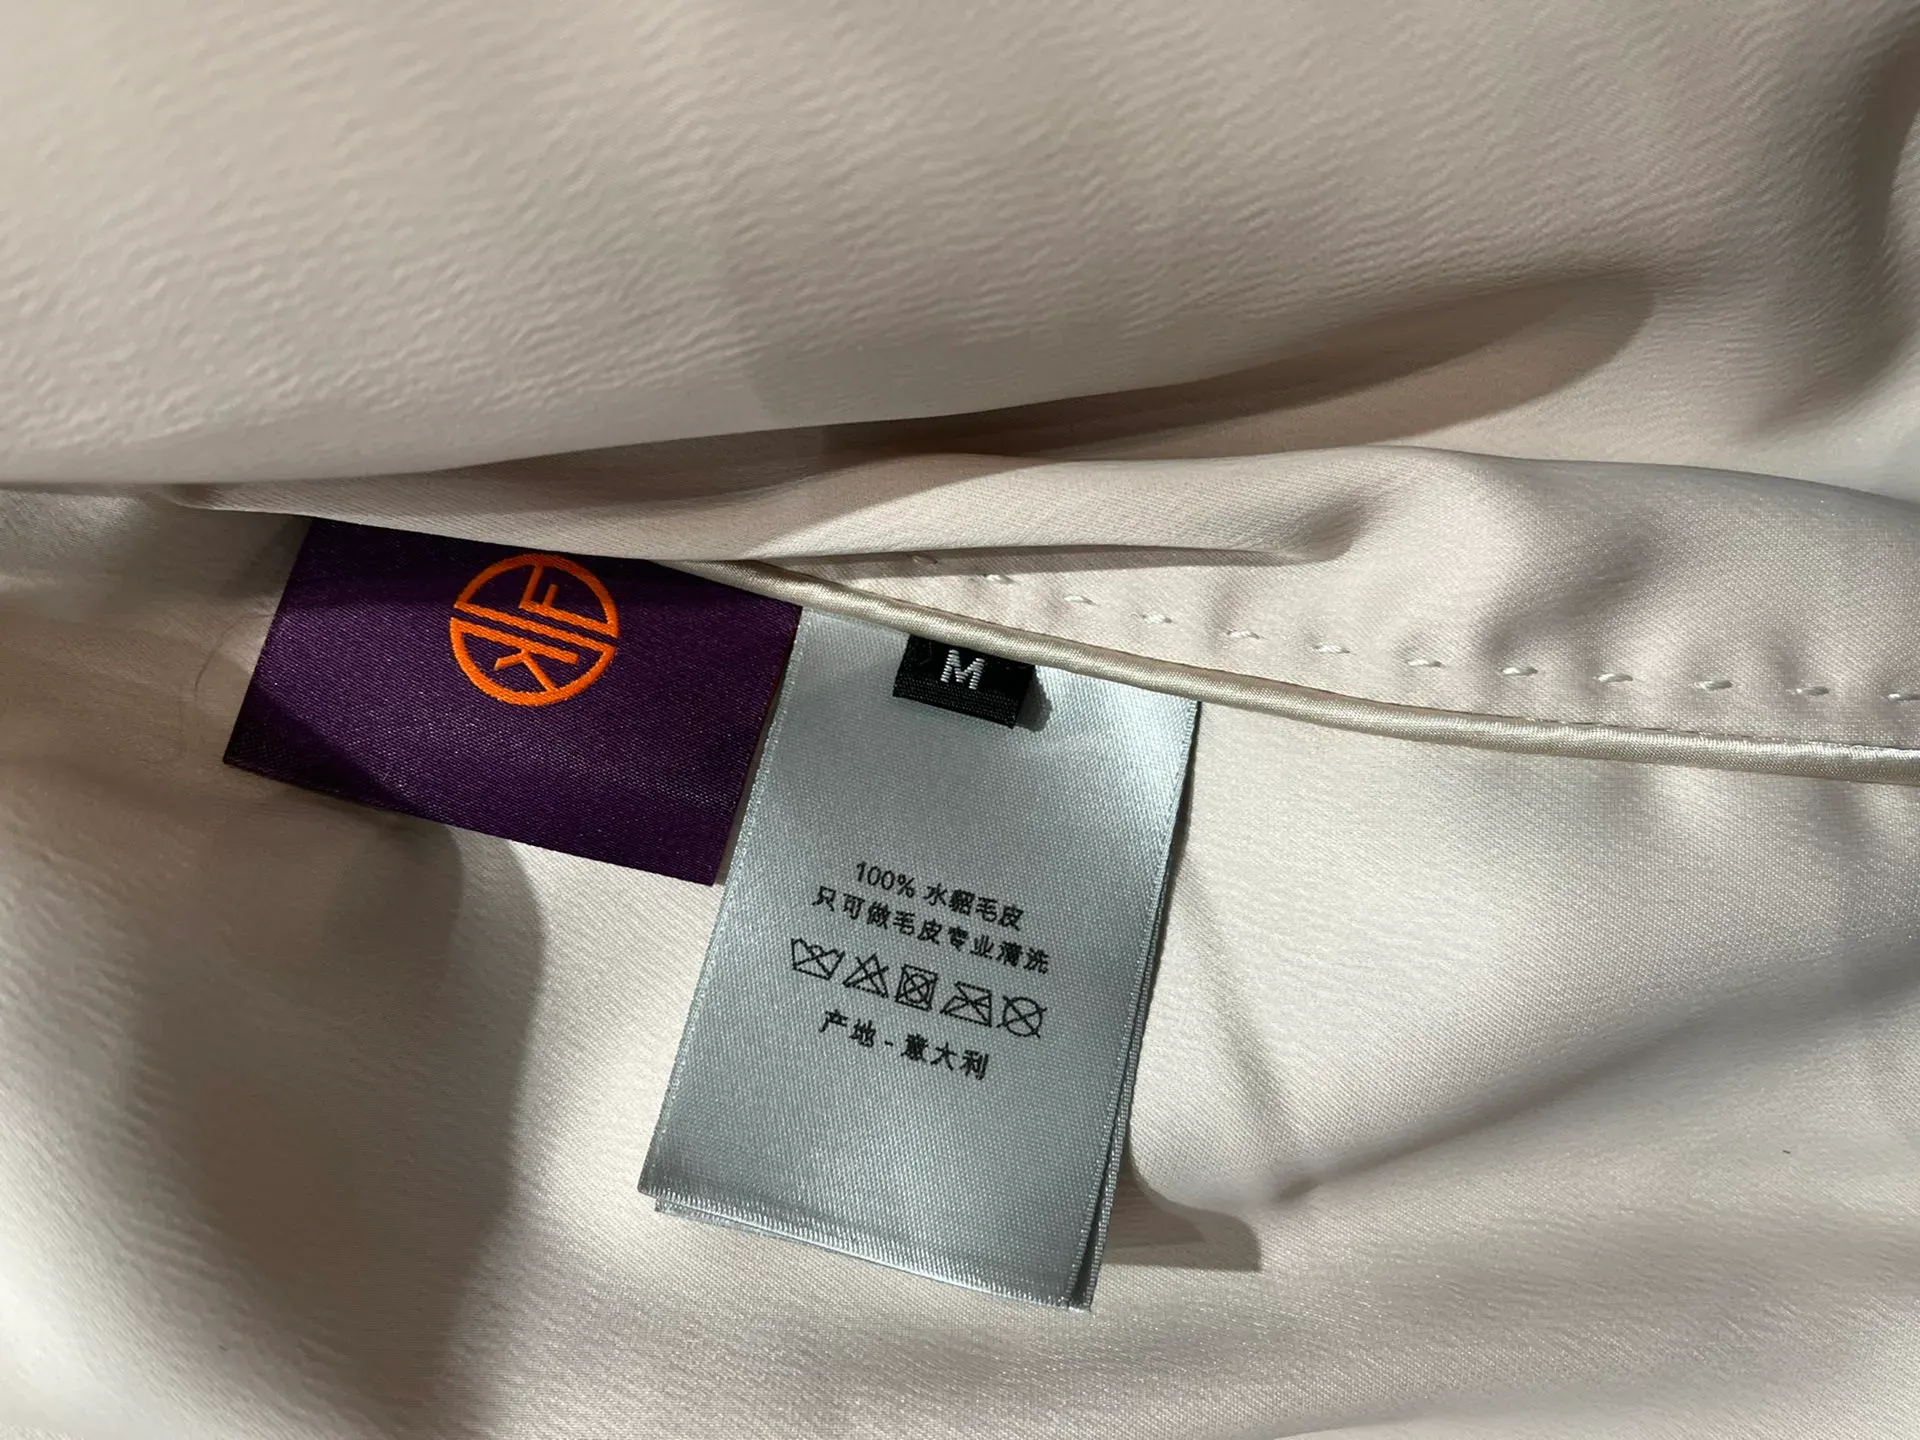 KF
M
100% 水貂毛皮
只可做毛皮专业清洗
产地 - 意大利